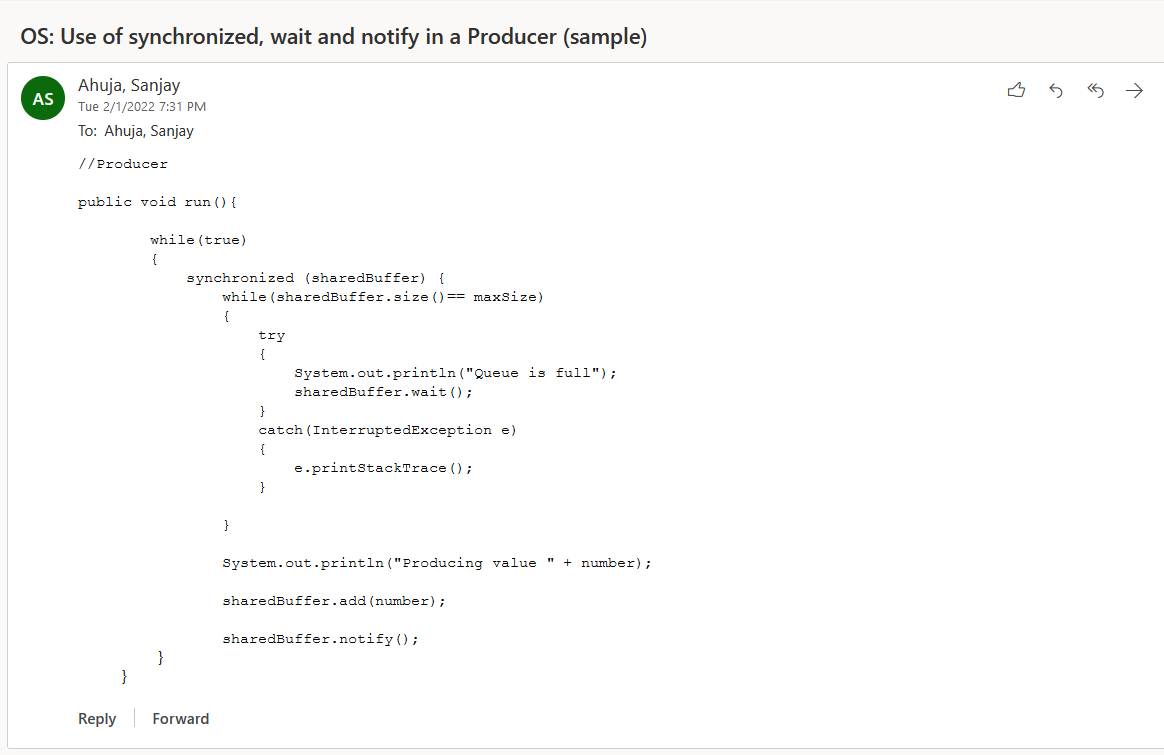 OS: Use of synchronized, wait and notify in a Producer (sample)
AS
Ahuja, Sanjay
Tue 2/1/2022 7:31 PM
To: Ahuja, Sanjay
//Producer
public void run(){
while(true)
{
synchronized (sharedBuffer) {
while(sharedBuffer.size()== maxSize)
{
try
{
System.out.println("Queue is full");
sharedBuffer.wait();
}
catch(InterruptedException e)
{
e.printStackTrace();
}
}
System.out.println("Producing value " + number);
sharedBuffer.add(number);
sharedBuffer.notify();
}
}
Reply Forward